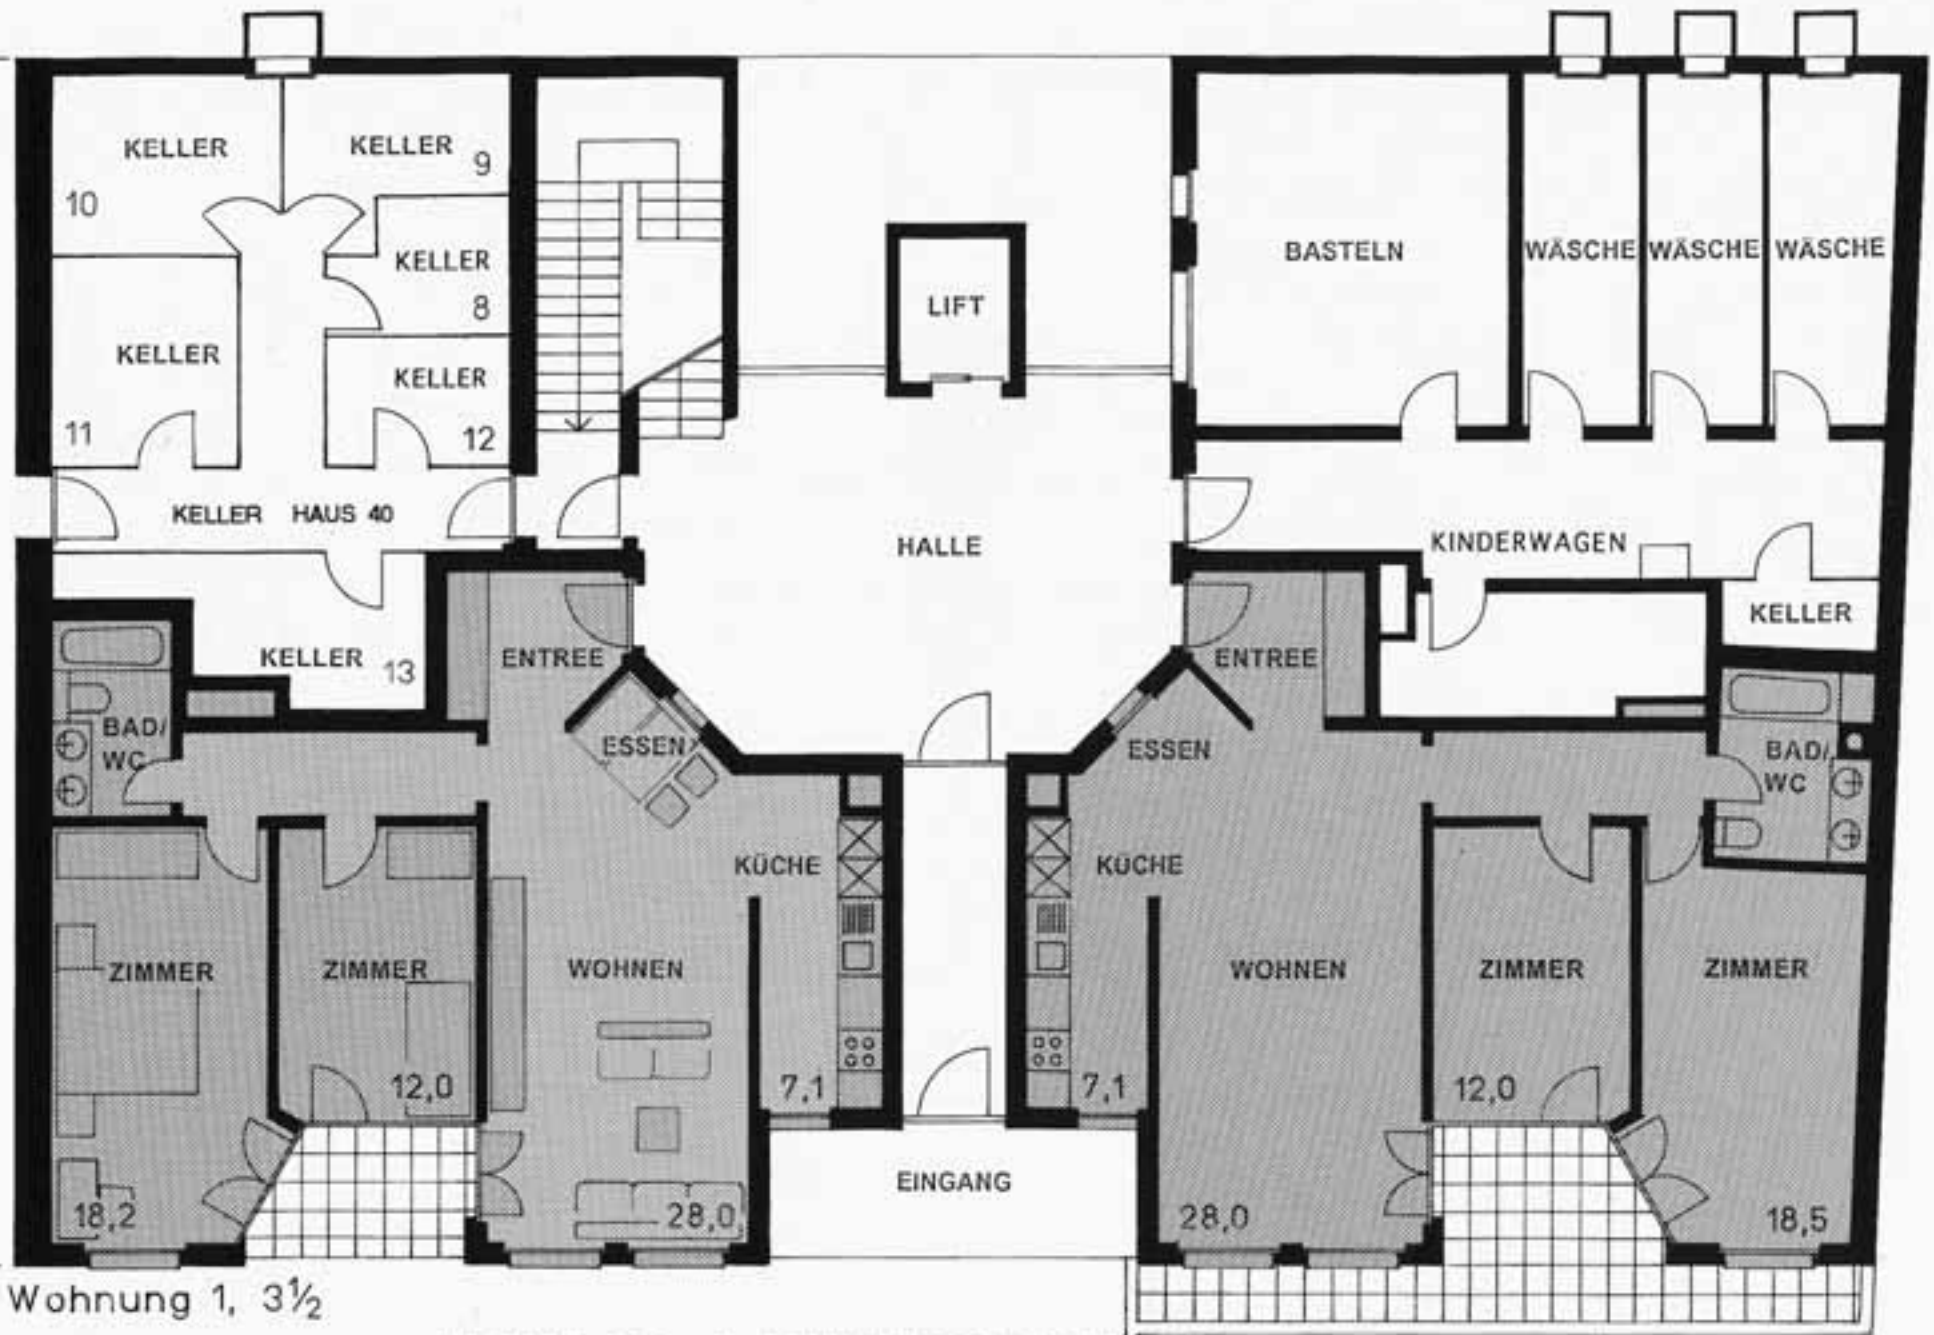 KELLER
10
KELLER
9
KELLER
8
KELLER
11
KELLER
12
KELLER HAUS 40
KELLER
13
LIFT
HALLE
BASTELN
WÄSCHE
WÄSCHE
WÄSCHE
KINDERWAGEN
KELLER
ENTREE
BAD/
WC
ESSEN
KÜCHE
ZIMMER
18,2
ZIMMER
12,0
WOHNEN
28,0
7,1
EINGANG
ENTREE
ESSEN
KÜCHE
7,1
WOHNEN
28,0
ZIMMER
12,0
ZIMMER
18,5
BAD/
WC
Wohnung 1, 3½